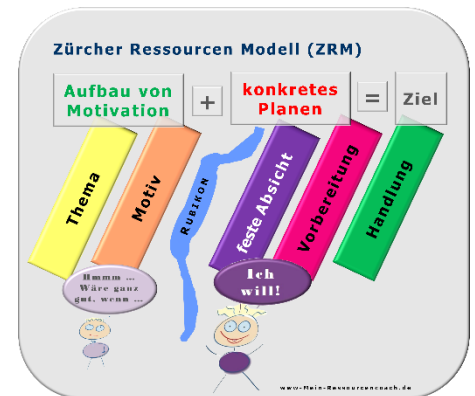 Zürcher Ressourcen Modell (ZRM)
Aufbau von
Motivation
+
konkretes
Planen
=
Ziel
Thema
Motiv
RUBIKON
feste Absicht
Vorbereitung
Handlung
Hmmm ...
Wäre ganz
gut, wenn ...
Ich
will!
www-Mein-Ressourcencoach.de